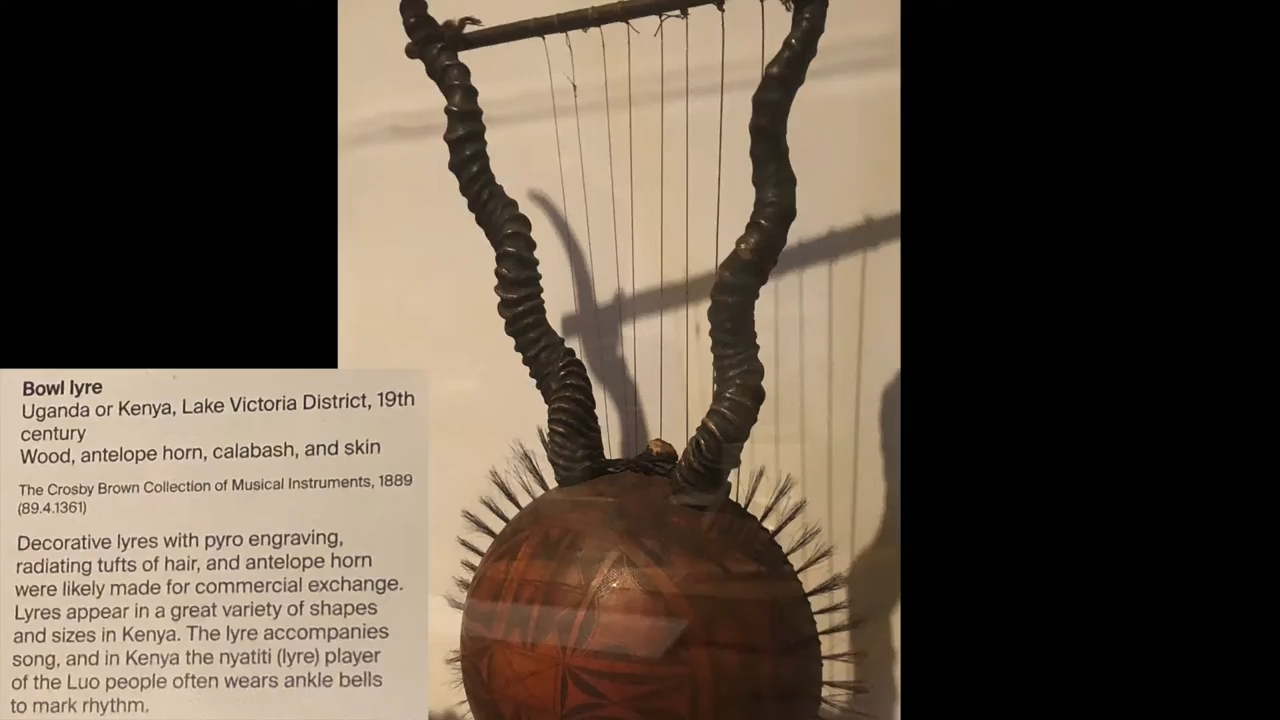 Bowl lyre
Uganda or Kenya, Lake Victoria District, 19th
century
Wood, antelope horn, calabash, and skin
The Crosby Brown Collection of Musical Instruments, 1889
(89.4.1361)
Decorative lyres with pyro engraving,
radiating tufts of hair, and antelope horn
were likely made for commercial exchange.
Lyres appear in a great variety of shapes
and sizes in Kenya. The lyre accompanies
song, and in Kenya the nyatiti (lyre) player
of the Luo people often wears ankle bells
to mark rhythm.